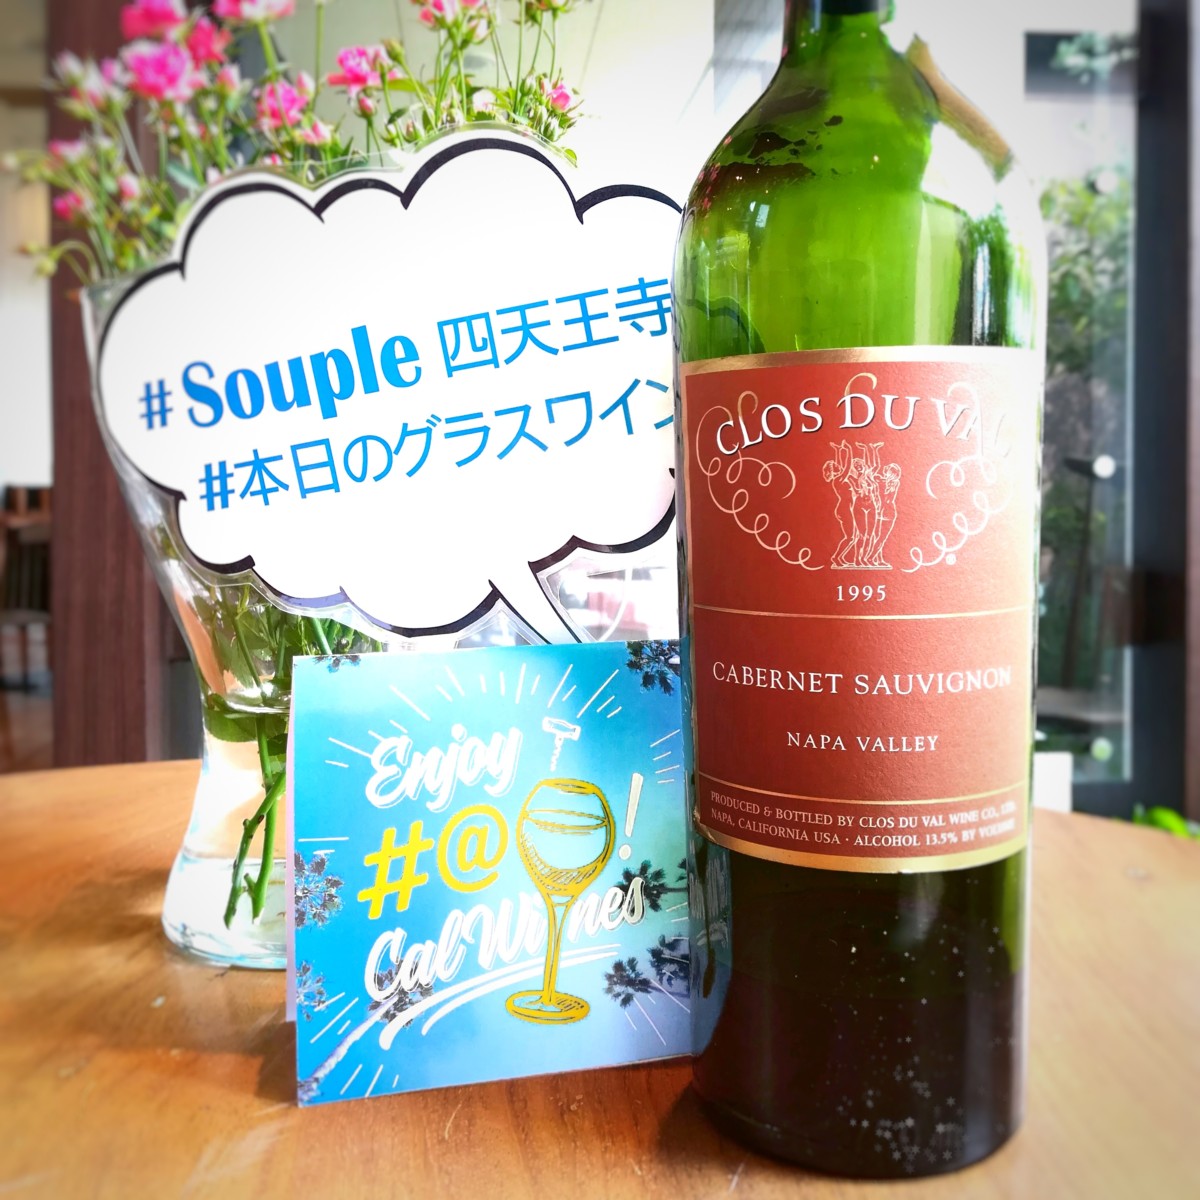 #Souple 四天王寺
#本日のグラスワイン
Enjoy
#@!
CalWines
CLOS DU VAL
1995
CABERNET SAUVIGNON
NAPA VALLEY
PRODUCED & BOTTLED BY CLOS DU VAL WINE CO., LTD.
NAPA, CALIFORNIA USA · ALCOHOL 13.5% BY VOLUME